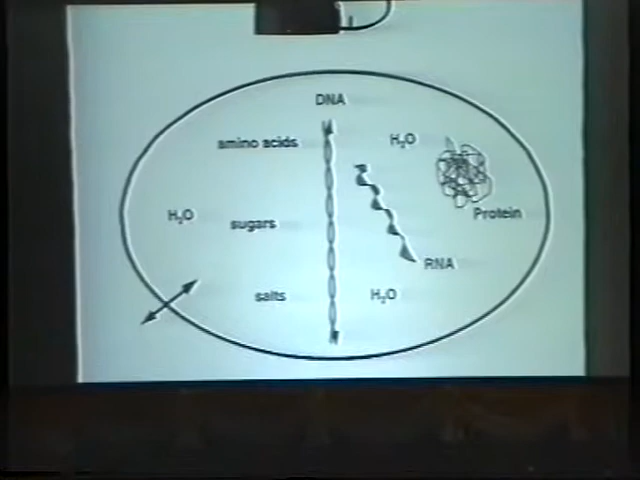 DNA
amino acids
H₂O
H₂O
sugars
Protein
RNA
salts
H₂O